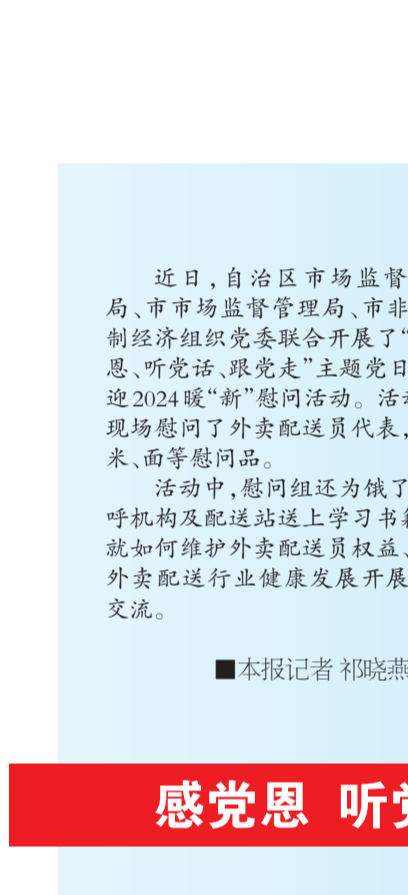 近日，自治区市场监督
局、市市场监督管理局、市非
制经济组织党委联合开展了“
恩、听党话、跟党走”主题党日
迎2024暖“新”慰问活动。活动
现场慰问了外卖配送员代表，
米、面等慰问品。
活动中，慰问组还为饿了
呼机构及配送站送上学习书籍
就如何维护外卖配送员权益、
外卖配送行业健康发展开展
交流。
■本报记者 祁晓燕
感党恩 听党